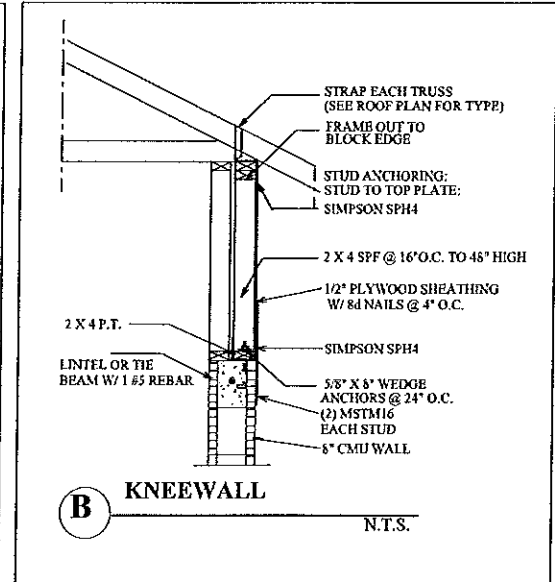 STRAP EACH TRUSS
(SEE ROOF PLAN FOR TYPE)
FRAME OUT TO
BLOCK EDGE
STUD ANCHORING:
STUD TO TOP PLATE:
SIMPSON SPH4
2 X 4 SPF @ 16"O.C. TO 48" HIGH
1/2" PLYWOOD SHEATHING
W/ 8d NAILS @ 4" O.C.
2 X 4 P.T.
SIMPSON SPH4
LINTEL OR TIE
BEAM W/ 1 #5 REBAR
5/8" X 8" WEDGE
ANCHORS @ 24" O.C.
(2) MSTM16
EACH STUD
8" CMU WALL
B
KNEEWALL
N.T.S.